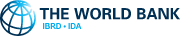 THE WORLD BANK
IBRD • IDA